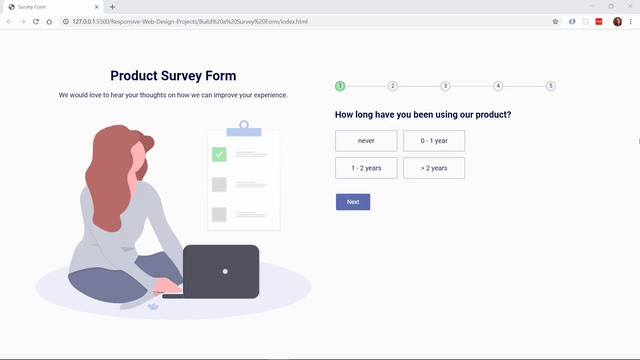 Survey Form
127.0.0.1:5500/Responsive-Web-Design-Projects/Build%20a%20Survey%20Form/index.html
Product Survey Form
We would love to hear your thoughts on how we can improve your experience.
1 2 3 4 5
How long have you been using our product?
never 0 - 1 year
1 - 2 years > 2 years
Next